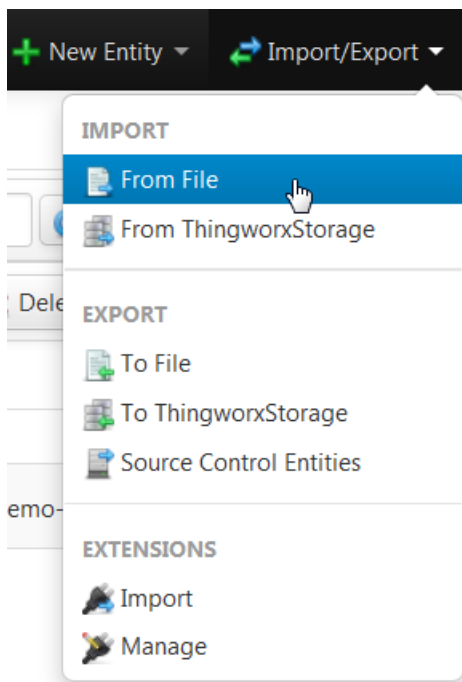 New Entity Import/Export
IMPORT
From File
From ThingworxStorage
Dele
EXPORT
To File
To ThingworxStorage
Source Control Entities
emo-
EXTENSIONS
Import
Manage